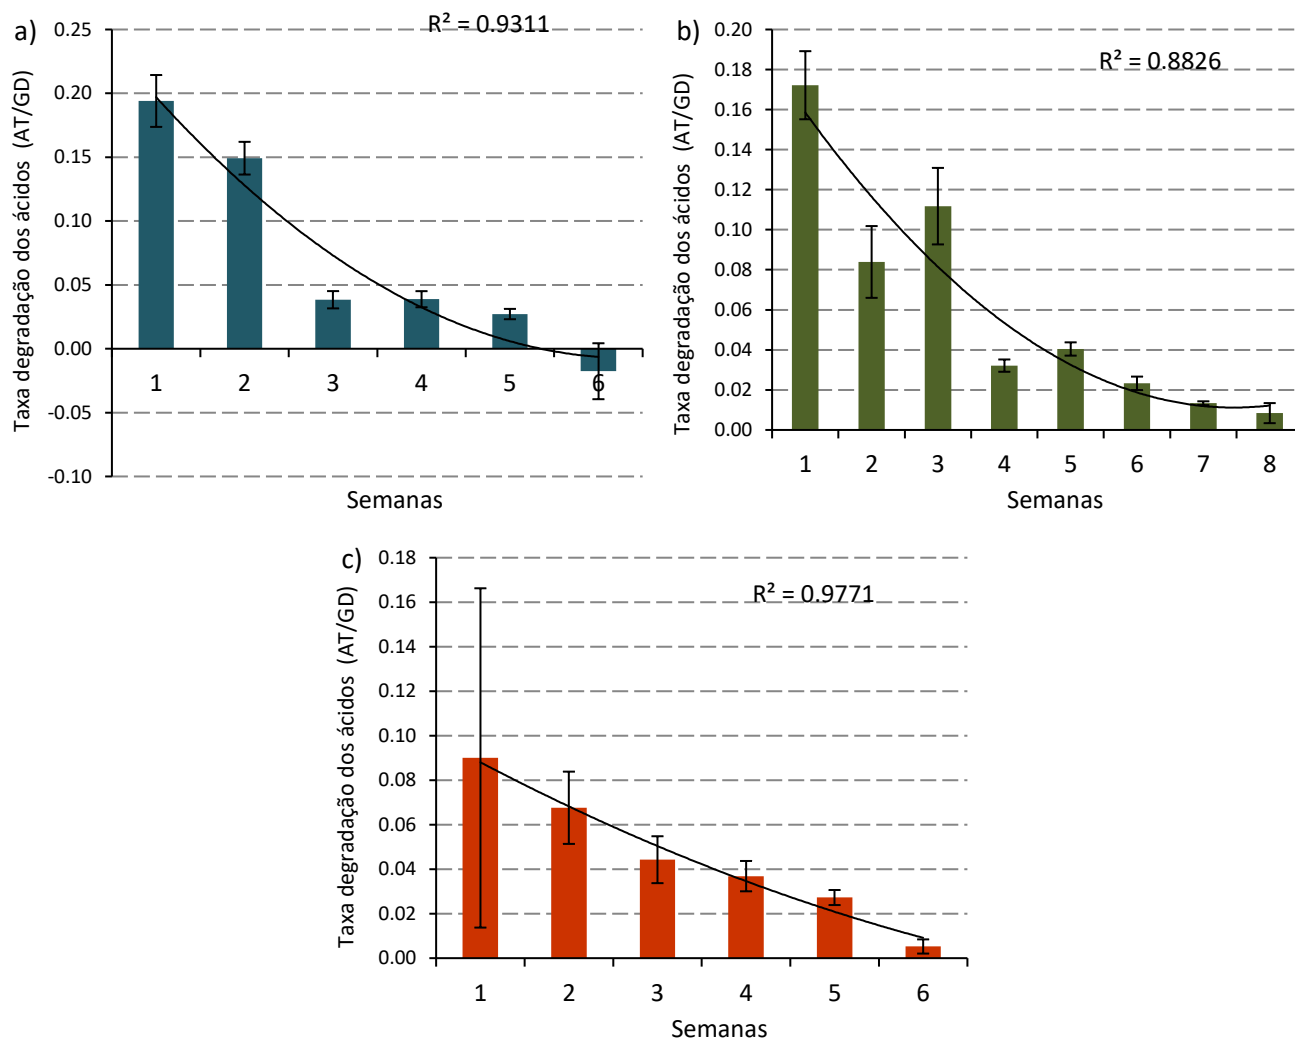 a)
R² = 0.9311
Taxa degradação dos ácidos (AT/GD)
0.25
0.20
0.15
0.10
0.05
0.00
-0.05
-0.10
1 2 3 4 5 6
Semanas
b)
R² = 0.8826
Taxa degradação dos ácidos (AT/GD)
0.20
0.18
0.16
0.14
0.12
0.10
0.08
0.06
0.04
0.02
0.00
1 2 3 4 5 6 7 8
Semanas
c)
R² = 0.9771
Taxa degradação dos ácidos (AT/GD)
0.18
0.16
0.14
0.12
0.10
0.08
0.06
0.04
0.02
0.00
1 2 3 4 5 6
Semanas